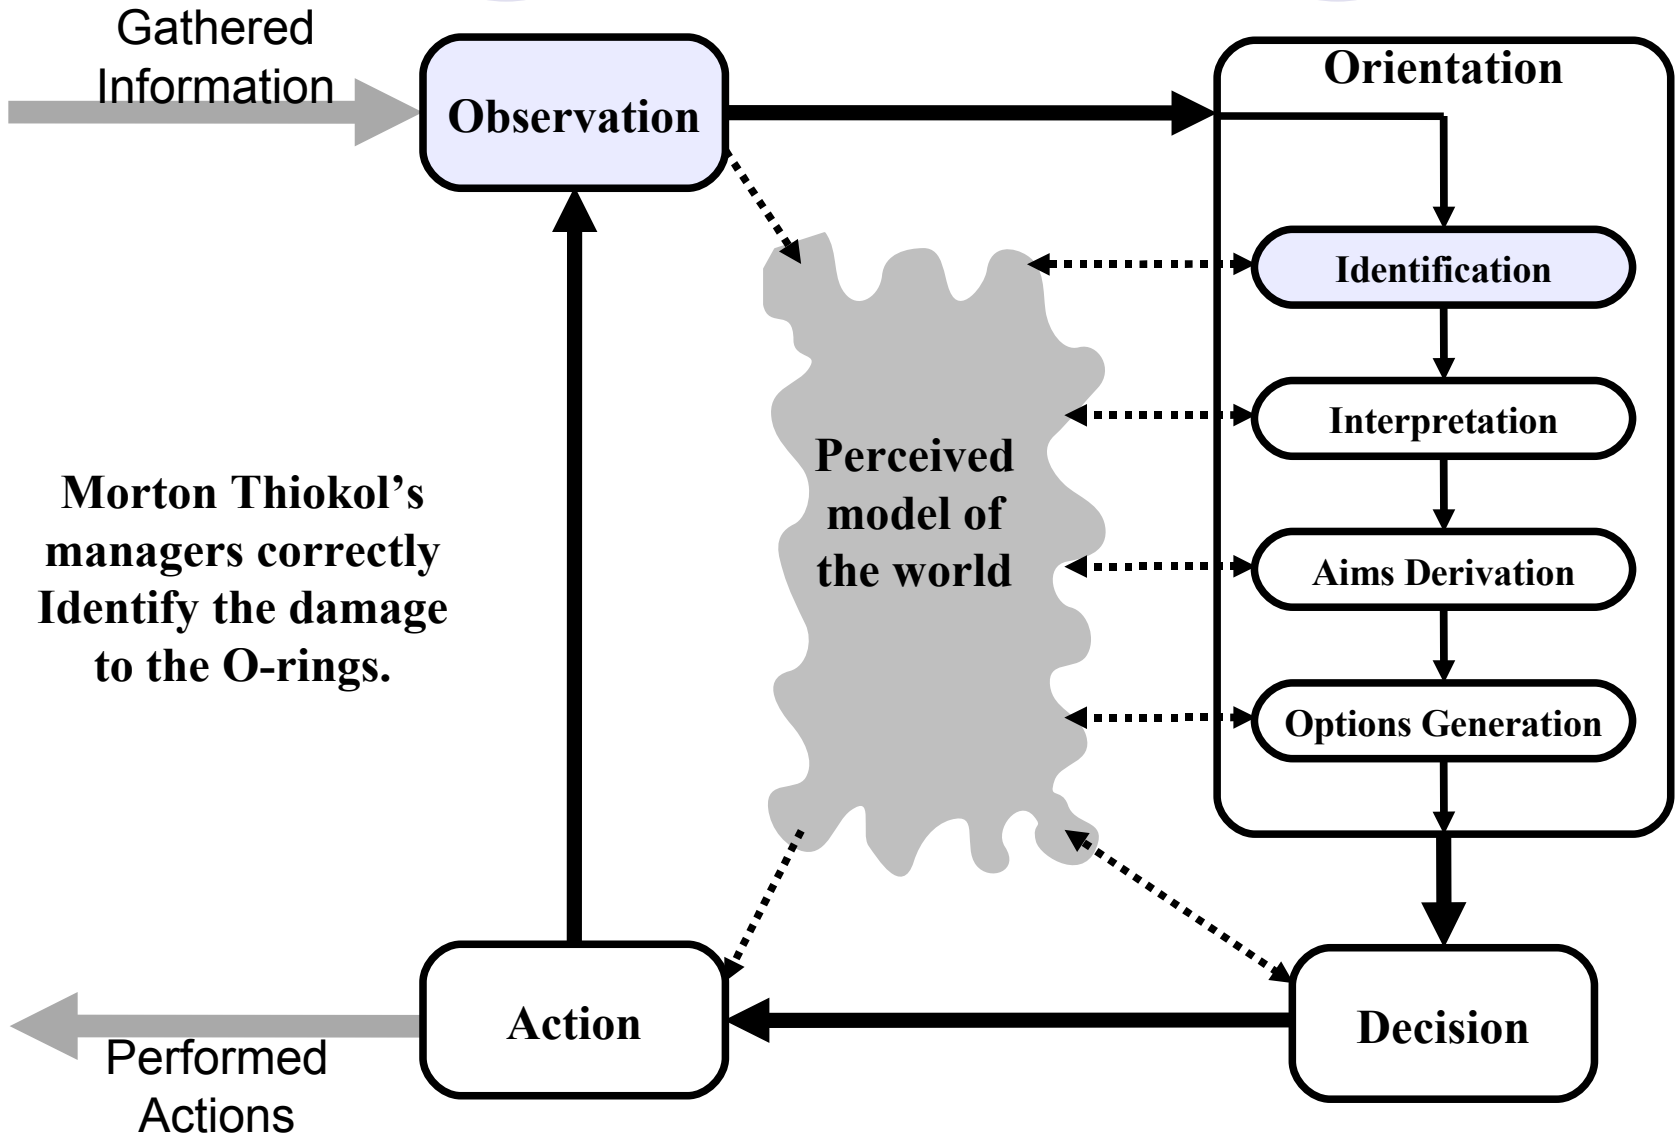 Gathered
Information
Observation
Orientation
Identification
Interpretation
Aims Derivation
Options Generation
Perceived
model of
the world
Morton Thiokol’s
managers correctly
Identify the damage
to the O-rings.
Action
Decision
Performed
Actions